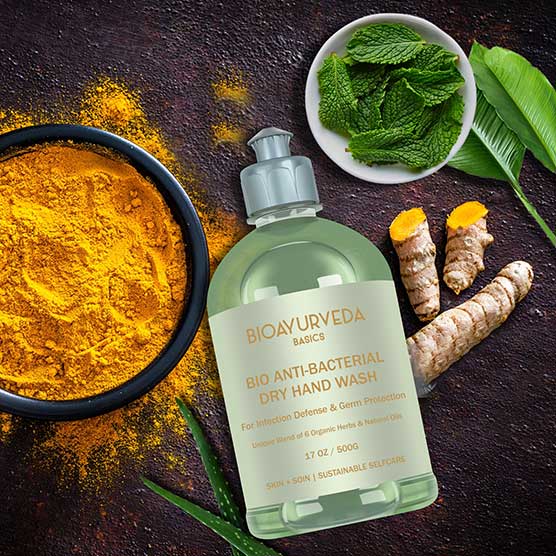 BIOAYURVEDA
BASICS
BIO ANTI-BACTERIAL
DRY HAND WASH
For Infection Defense & Germ Protection
Unique Blend of 6 Organic Herbs & Natural Oils
17 OZ / 500G
SKIN + SOIN | SUSTAINABLE SELFCARE